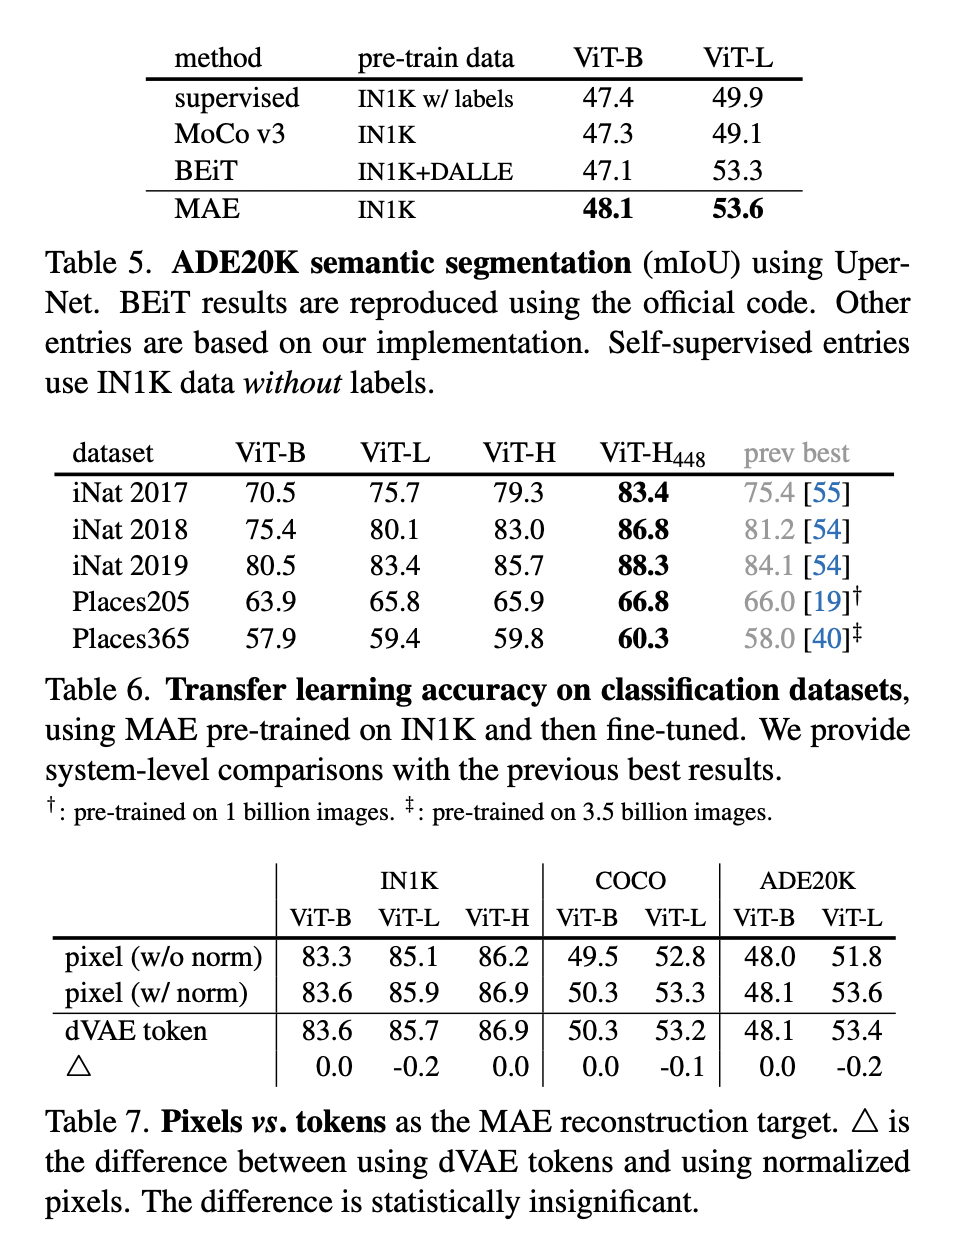 method pre-train data ViT-B ViT-L
supervised IN1K w/ labels 47.4 49.9
MoCo v3 IN1K 47.3 49.1
BEiT IN1K+DALLE 47.1 53.3
MAE IN1K 48.1 53.6
Table 5. ADE20K semantic segmentation (mIoU) using Uper-
Net. BEiT results are reproduced using the official code. Other
entries are based on our implementation. Self-supervised entries
use IN1K data without labels.
dataset ViT-B ViT-L ViT-H ViT-H448 prev best
iNat 2017 70.5 75.7 79.3 83.4 75.4 [55]
iNat 2018 75.4 80.1 83.0 86.8 81.2 [54]
iNat 2019 80.5 83.4 85.7 88.3 84.1 [54]
Places205 63.9 65.8 65.9 66.8 66.0 [19]†
Places365 57.9 59.4 59.8 60.3 58.0 [40]‡
Table 6. Transfer learning accuracy on classification datasets,
using MAE pre-trained on IN1K and then fine-tuned. We provide
system-level comparisons with the previous best results.
†: pre-trained on 1 billion images. ‡: pre-trained on 3.5 billion images.
IN1K COCO ADE20K
ViT-B ViT-L ViT-H ViT-B ViT-L ViT-B ViT-L
pixel (w/o norm) 83.3 85.1 86.2 49.5 52.8 48.0 51.8
pixel (w/ norm) 83.6 85.9 86.9 50.3 53.3 48.1 53.6
dVAE token 83.6 85.7 86.9 50.3 53.2 48.1 53.4
△ 0.0 -0.2 0.0 0.0 -0.1 0.0 -0.2
Table 7. Pixels vs. tokens as the MAE reconstruction target. △ is
the difference between using dVAE tokens and using normalized
pixels. The difference is statistically insignificant.